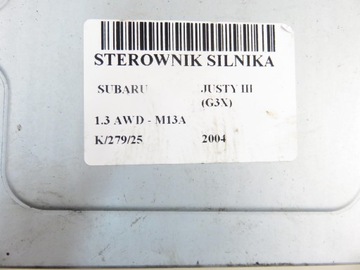 STEROWNIK SILNIKA
SUBARU JUSTY III
(G3X)
1.3 AWD - M13A
K/279/25 2004